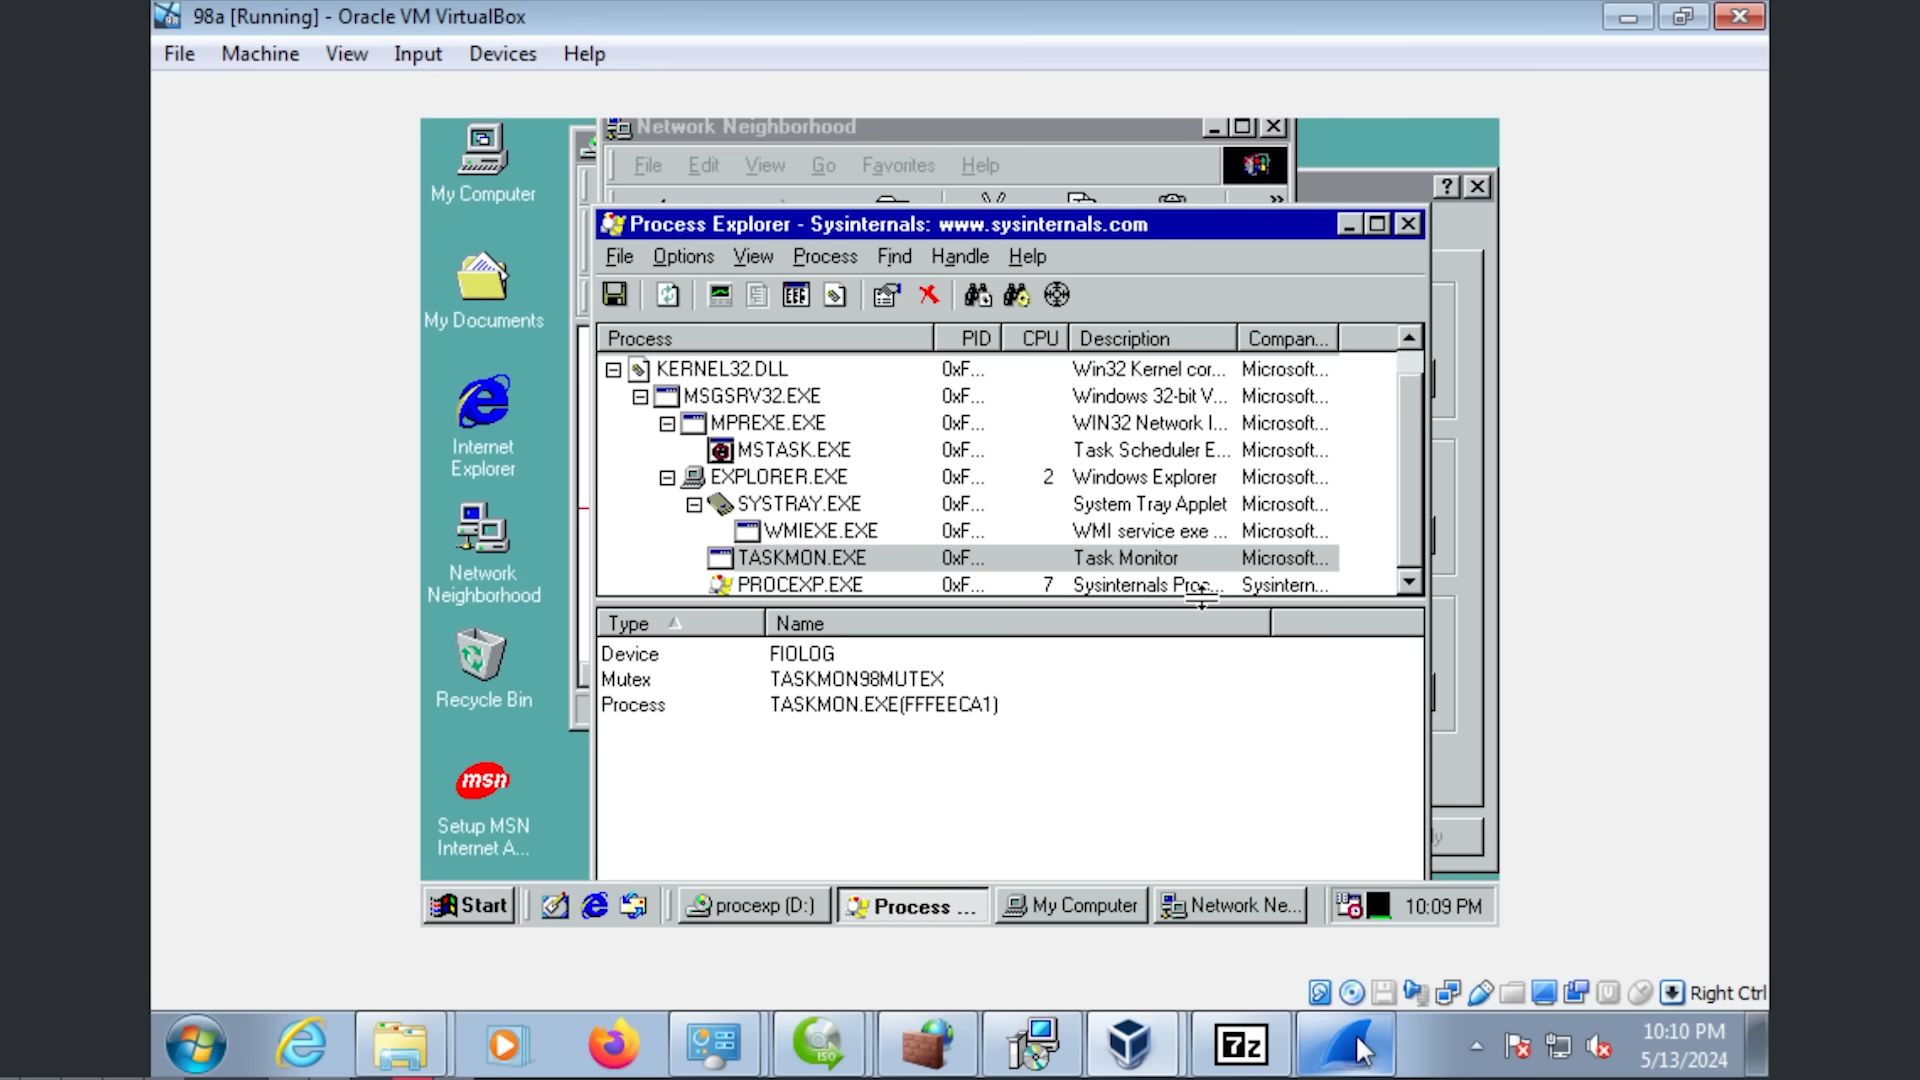 98a [Running] - Oracle VM VirtualBox
File Machine View Input Devices Help
Network Neighborhood
File Edit View Go Favorites Help
»
Process Explorer - Sysinternals: www.sysinternals.com
File Options View Process Find Handle Help
Process PID CPU Description Compan...
KERNEL32.DLL 0xF... Win32 Kernel cor... Microsoft...
MSGSRV32.EXE 0xF... Windows 32-bit V... Microsoft...
MPREXE.EXE 0xF... WIN32 Network I... Microsoft...
MSTASK.EXE 0xF... Task Scheduler E... Microsoft...
EXPLORER.EXE 0xF... 2 Windows Explorer Microsoft...
SYSTRAY.EXE 0xF... System Tray Applet Microsoft...
WMIEXE.EXE 0xF... WMI service exe ... Microsoft...
TASKMON.EXE 0xF... Task Monitor Microsoft...
PROCEXP.EXE 0xF... 7 Sysinternals Proc... Sysintern...
Type Name
Device FIOLOG
Mutex TASKMON98MUTEX
Process TASKMON.EXE(FFFEECA1)
My Computer
My Documents
Internet
Explorer
Network
Neighborhood
Recycle Bin
msn
Setup MSN
Internet A...
Start procexp (D:) Process ... My Computer Network Ne... 10:09 PM
Right Ctrl
ISO
7z
10:10 PM
5/13/2024